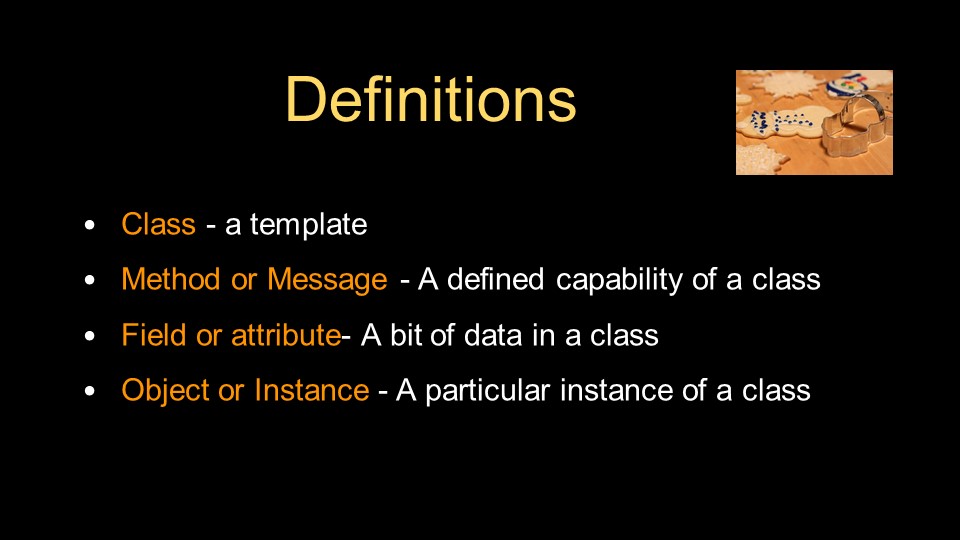 Definitions
• Class - a template
• Method or Message - A defined capability of a class
• Field or attribute- A bit of data in a class
• Object or Instance - A particular instance of a class